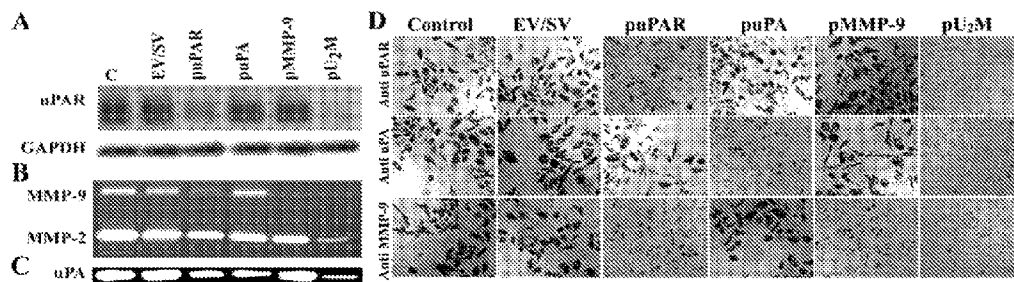 A
C EV/SV puPAR puPA pMMP-9 pU₂M
uPAR
GAPDH
B
MMP-9
MMP-2
C
uPA
D
Control EV/SV puPAR puPA pMMP-9 pU₂M
Anti uPAR
Anti uPA
Anti MMP-9